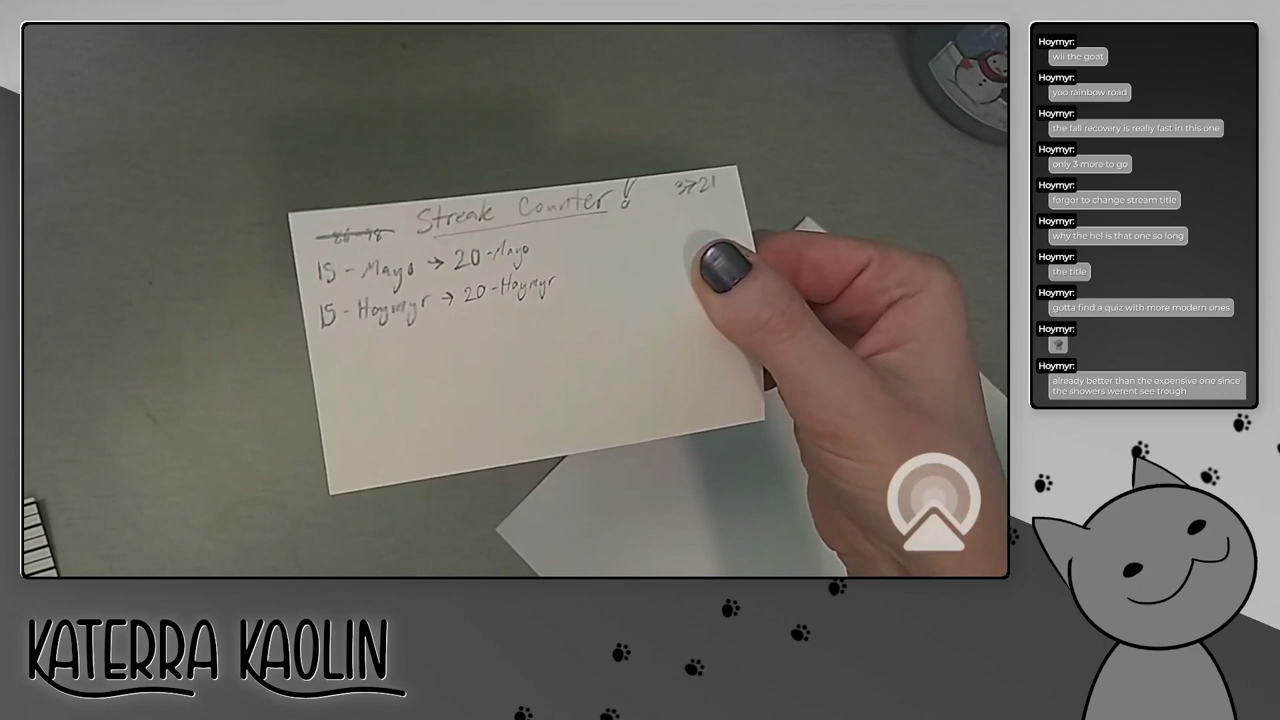 Streak Counter!
15 - Mayo → 20 - Mayo
15 - Hoymyr → 20 - Hoymyr
Hoymyr:
wii the goat
Hoymyr:
yoo rainbow road
Hoymyr:
the fall recovery is really fast in this one
Hoymyr:
only 3 more to go
Hoymyr:
forgor to change stream title
Hoymyr:
why the hel is that one so long
Hoymyr:
the title
Hoymyr:
gotta find a quiz with more modern ones
Hoymyr:
Hoymyr:
already better than the expensive one since
the showers werent see trough
KATERRA KAOLIN